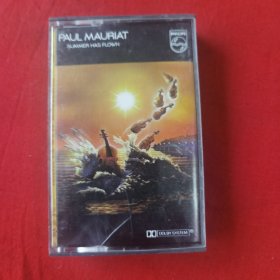 PAUL MAURIAT
SUMMER HAS FLOWN
PHILIPS
DOLBY SYSTEM